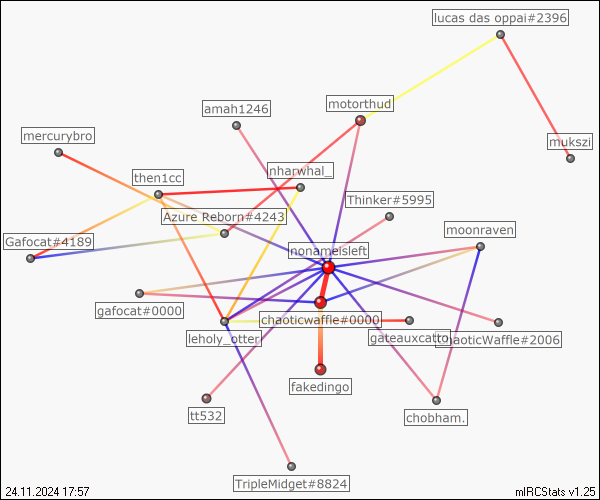 lucas das oppai#2396
amah1246
motorthud
mercurybro
mukszi
then1cc
nharwhal_
Thinker#5995
Azure Reborn#4243
Gafocat#4189
moonraven
nonameisleft
gafocat#0000
chaoticwaffle#0000
leholy_otter
gateauxcatto
ChaoticWaffle#2006
fakedingo
tt532
chobham.
TripleMidget#8824
24.11.2024 17:57
mIRCStats v1.25